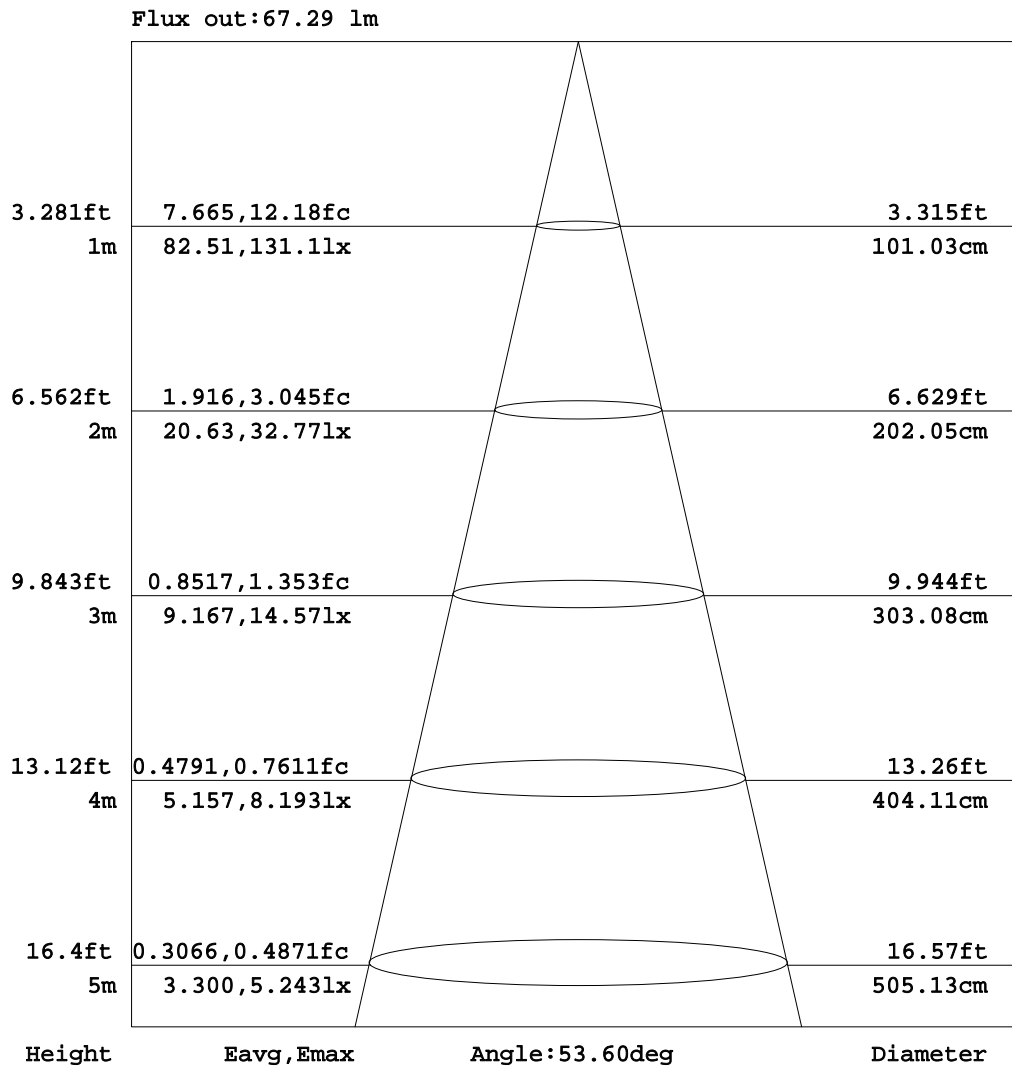 Flux out:67.29 lm
3.281ft 7.665,12.18fc 3.315ft
1m 82.51,131.1lx 101.03cm
6.562ft 1.916,3.045fc 6.629ft
2m 20.63,32.77lx 202.05cm
9.843ft 0.8517,1.353fc 9.944ft
3m 9.167,14.57lx 303.08cm
13.12ft 0.4791,0.7611fc 13.26ft
4m 5.157,8.193lx 404.11cm
16.4ft 0.3066,0.4871fc 16.57ft
5m 3.300,5.243lx 505.13cm
Height Eavg,Emax Angle:53.60deg Diameter